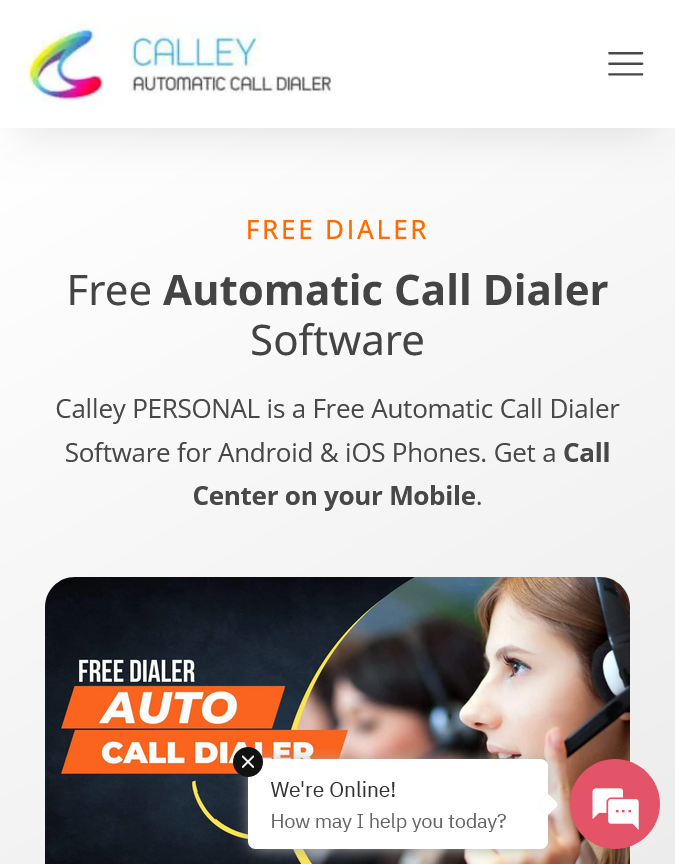 CALLEY
AUTOMATIC CALL DIALER
FREE DIALER
Free Automatic Call Dialer
Software
Calley PERSONAL is a Free Automatic Call Dialer
Software for Android & iOS Phones. Get a Call
Center on your Mobile.
FREE DIALER
AUTO
CALL DIALER
We're Online!
How may I help you today?